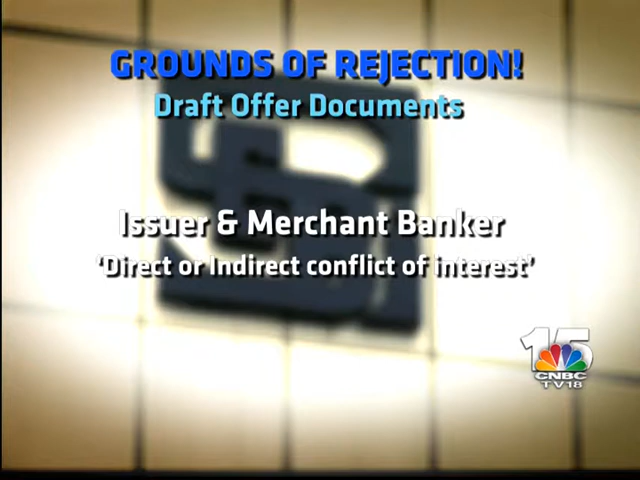 GROUNDS OF REJECTION!
Draft Offer Documents
Issuer & Merchant Banker
‘Direct or Indirect conflict of interest’
15
CNBC
TV18